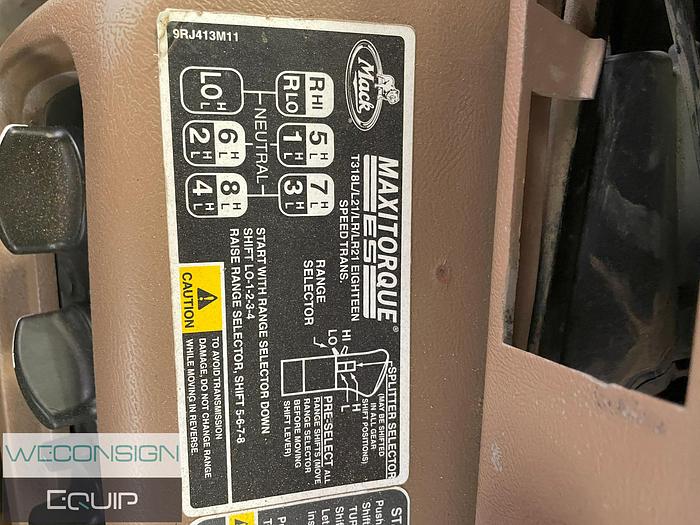 9RJ413M11
Mack
MAXITORQUE®
ES
T318L/L21/LR/LR21 EIGHTEEN
SPEED TRANS.
R HI
R LO
5 H
1 L
7 H
3 L
NEUTRAL
LO H
L
6 H
2 L
8 H
4 L
RANGE
SELECTOR
HI
LO
H
L
SPLITTER SELECTOR
(MAY BE SHIFTED
IN ALL GEAR
SHIFT POSITIONS)
PRE-SELECT ALL
RANGE SHIFTS (MOVE
RANGE SELECTOR
BEFORE MOVING
SHIFT LEVER)
START WITH RANGE SELECTOR DOWN
SHIFT LO-1-2-3-4
RAISE RANGE SELECTOR, SHIFT 5-6-7-8
CAUTION
TO AVOID TRANSMISSION
DAMAGE, DO NOT CHANGE RANGE
WHILE MOVING IN REVERSE.
WECONSIGN
EQUIP